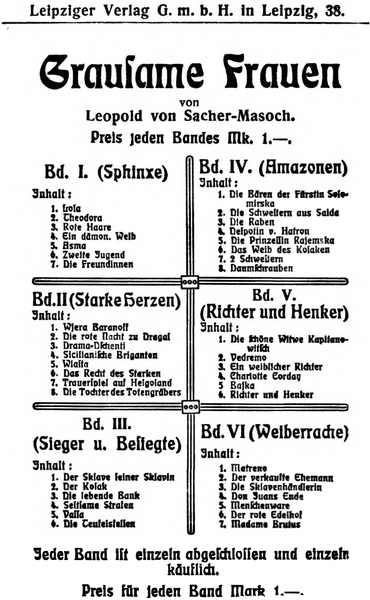 Leipziger Verlag G. m. b. H. in Leipzig, 38.
Grausame Frauen
von
Leopold von Sacher-Masoch.
Preis jeden Bandes Mk. 1.—.
Bd. I. (Sphinxe)
Inhalt:
1. Lola
2. Theodora
3. Rote Haare
4. Ein dämon. Weib
5. Asma
6. Zweite Jugend
7. Die Freundinnen
Bd. IV. (Amazonen)
Inhalt:
1. Die Bären der Fürstin Solo-
mirska
2. Die Schwestern aus Saida
3. Die Raben
4. Despotin v. Hatron
5. Die Prinzessin Rajemska
6. Das Weib des Kosaken
7. 2 Schwestern
8. Daumschrauben
Bd. II (Starke Herzen)
Inhalt:
1. Wjera Baranoff
2. Die rote Nacht zu Dragal
3. Drama-Dschenti
4. Sicilianische Briganten
5. Wlasta
6. Das Recht des Starken
7. Trauerspiel auf Helgoland
8. Die Tochter des Totengräbers
Bd. V.
(Richter und Henker)
Inhalt:
1. Die schöne Witwe Kapitano-
witsch
2. Vedremo
3. Ein weiblicher Richter
4. Charlotte Corday
5 Bajka
6. Richter und Henker
Bd. III.
(Sieger u. Besiegte)
Inhalt:
1. Der Sklave seiner Sklavin
2. Der Kosak
3. Die lebende Bank
4. Seltsame Strafen
5. Vasla
6. Die Teufelsfelsen
Bd. VI (Weiberrache)
Inhalt:
1. Matrena
2. Der verkaufte Ehemann
3. Die Sklavenhändlerin
4. Don Juans Ende
5. Menschenware
6. Der rote Edelhof
7. Madame Brutus
Jeder Band ist einzeln abgeschlossen und einzeln
käuflich.
Preis für jeden Band Mark 1.—.